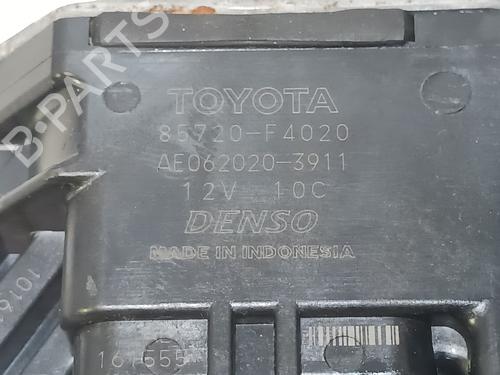 B-PARTS
TOYOTA
85720-F4020
AE062020-3911
12V 10C
DENSO
MADE IN INDONESIA
161555